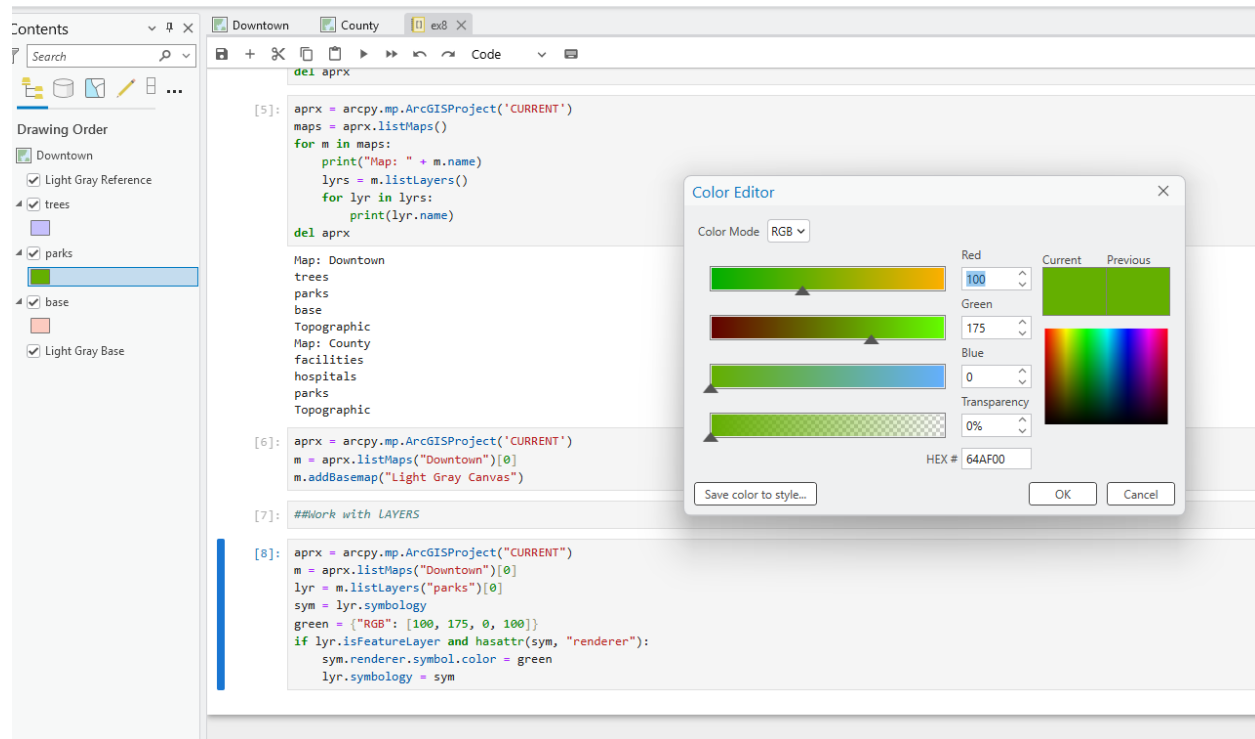 Contents
Search
Drawing Order
Downtown
Light Gray Reference
trees
parks
base
Light Gray Base
Downtown
County
ex8
Code
del aprx
[5]:
aprx = arcpy.mp.ArcGISProject('CURRENT')
maps = aprx.listMaps()
for m in maps:
    print("Map: " + m.name)
    lyrs = m.listLayers()
    for lyr in lyrs:
        print(lyr.name)
del aprx
Map: Downtown
trees
parks
base
Topographic
Map: County
facilities
hospitals
parks
Topographic
[6]:
aprx = arcpy.mp.ArcGISProject('CURRENT')
m = aprx.listMaps("Downtown")[0]
m.addBasemap("Light Gray Canvas")
[7]:
##Work with LAYERS
[8]:
aprx = arcpy.mp.ArcGISProject("CURRENT")
m = aprx.listMaps("Downtown")[0]
lyr = m.listLayers("parks")[0]
sym = lyr.symbology
green = {"RGB": [100, 175, 0, 100]}
if lyr.isFeatureLayer and hasattr(sym, "renderer"):
    sym.renderer.symbol.color = green
    lyr.symbology = sym
Color Editor
Color Mode RGB
Red
100
Green
175
Blue
0
Transparency
0%
HEX # 64AF00
Current Previous
Save color to style...
OK
Cancel